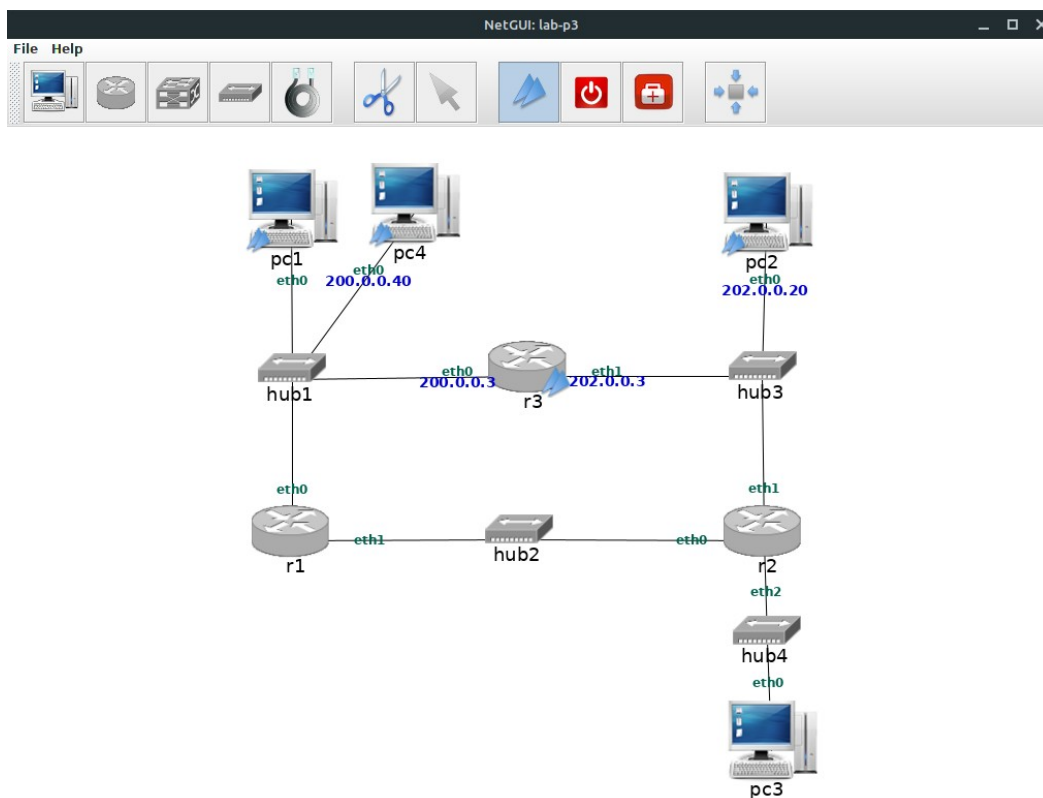 NetGUI: lab-p3
File Help
pc1
eth0
pc4
eth0
200.0.0.40
pc2
eth0
202.0.0.20
hub1
eth0
200.0.0.3
r3
eth1
202.0.0.3
hub3
eth0
r1
eth1
hub2
eth0
eth1
r2
eth2
hub4
eth0
pc3